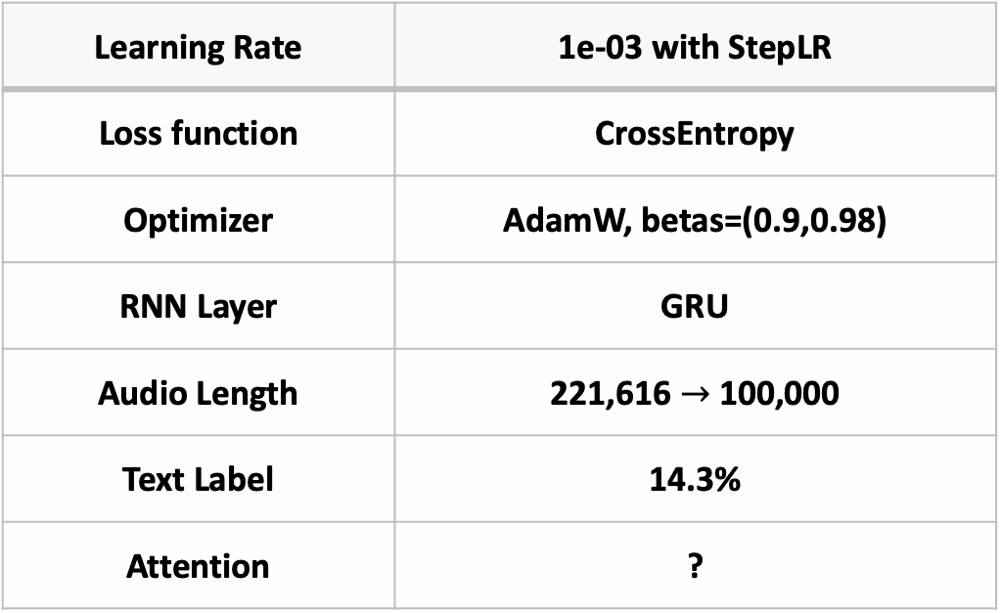 Learning Rate 1e-03 with StepLR
Loss function CrossEntropy
Optimizer AdamW, betas=(0.9,0.98)
RNN Layer GRU
Audio Length 221,616 → 100,000
Text Label 14.3%
Attention ?